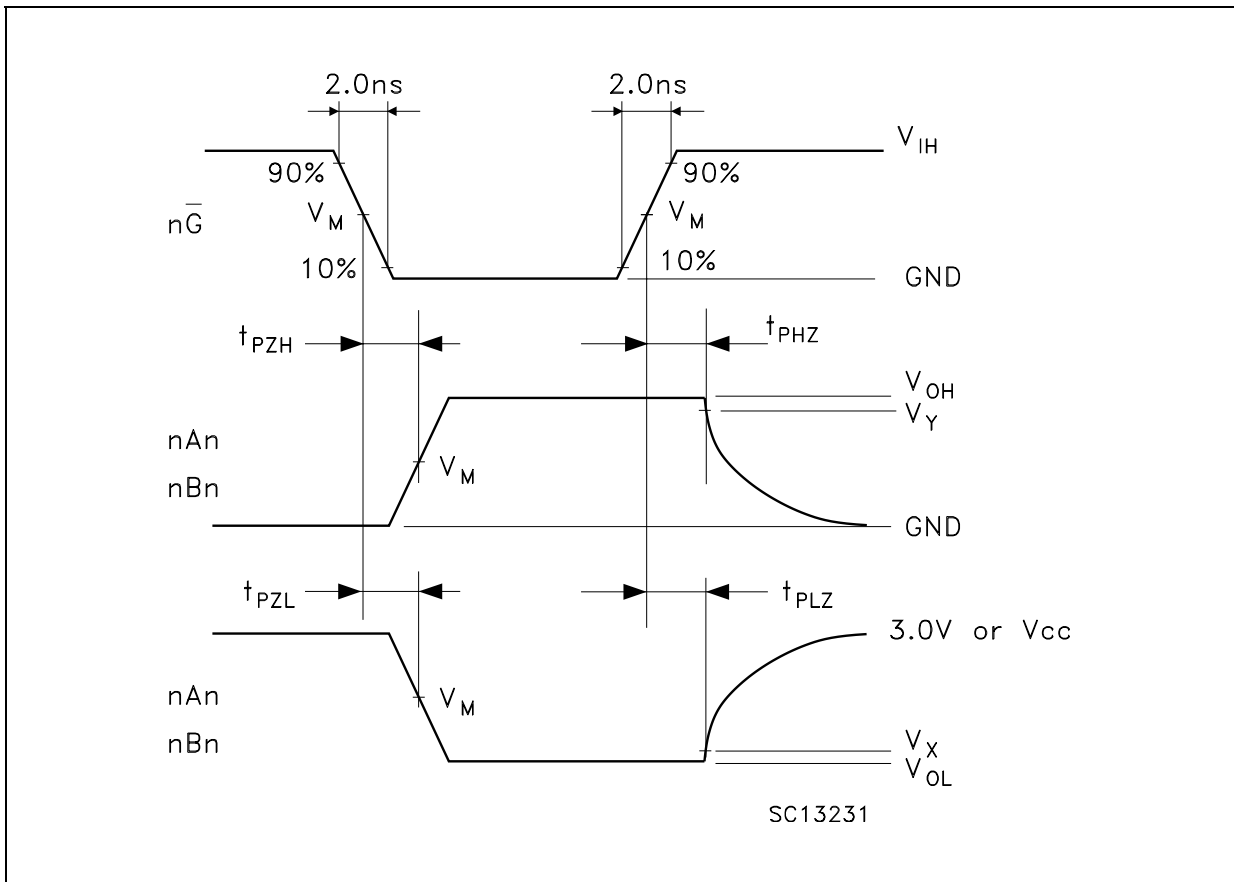 2.0ns 2.0ns
V_IH
90% 90%
nG̅ V_M V_M
10% 10%
GND
t_PZH t_PHZ
V_OH
V_Y
nAn
V_M
nBn
GND
t_PZL t_PLZ
3.0V or Vcc
nAn V_M
nBn V_X
V_OL
SC13231